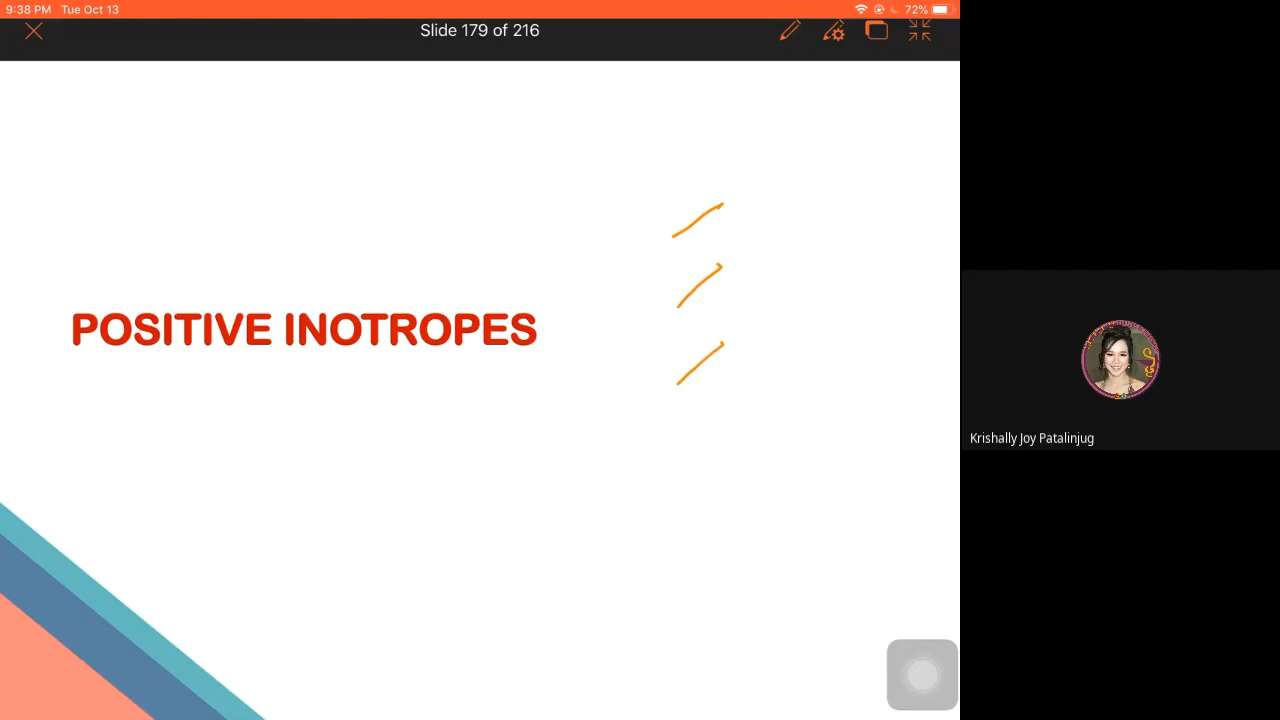 9:38 PM Tue Oct 13
72%
Slide 179 of 216
POSITIVE INOTROPES
Krishally Joy Patalinjug